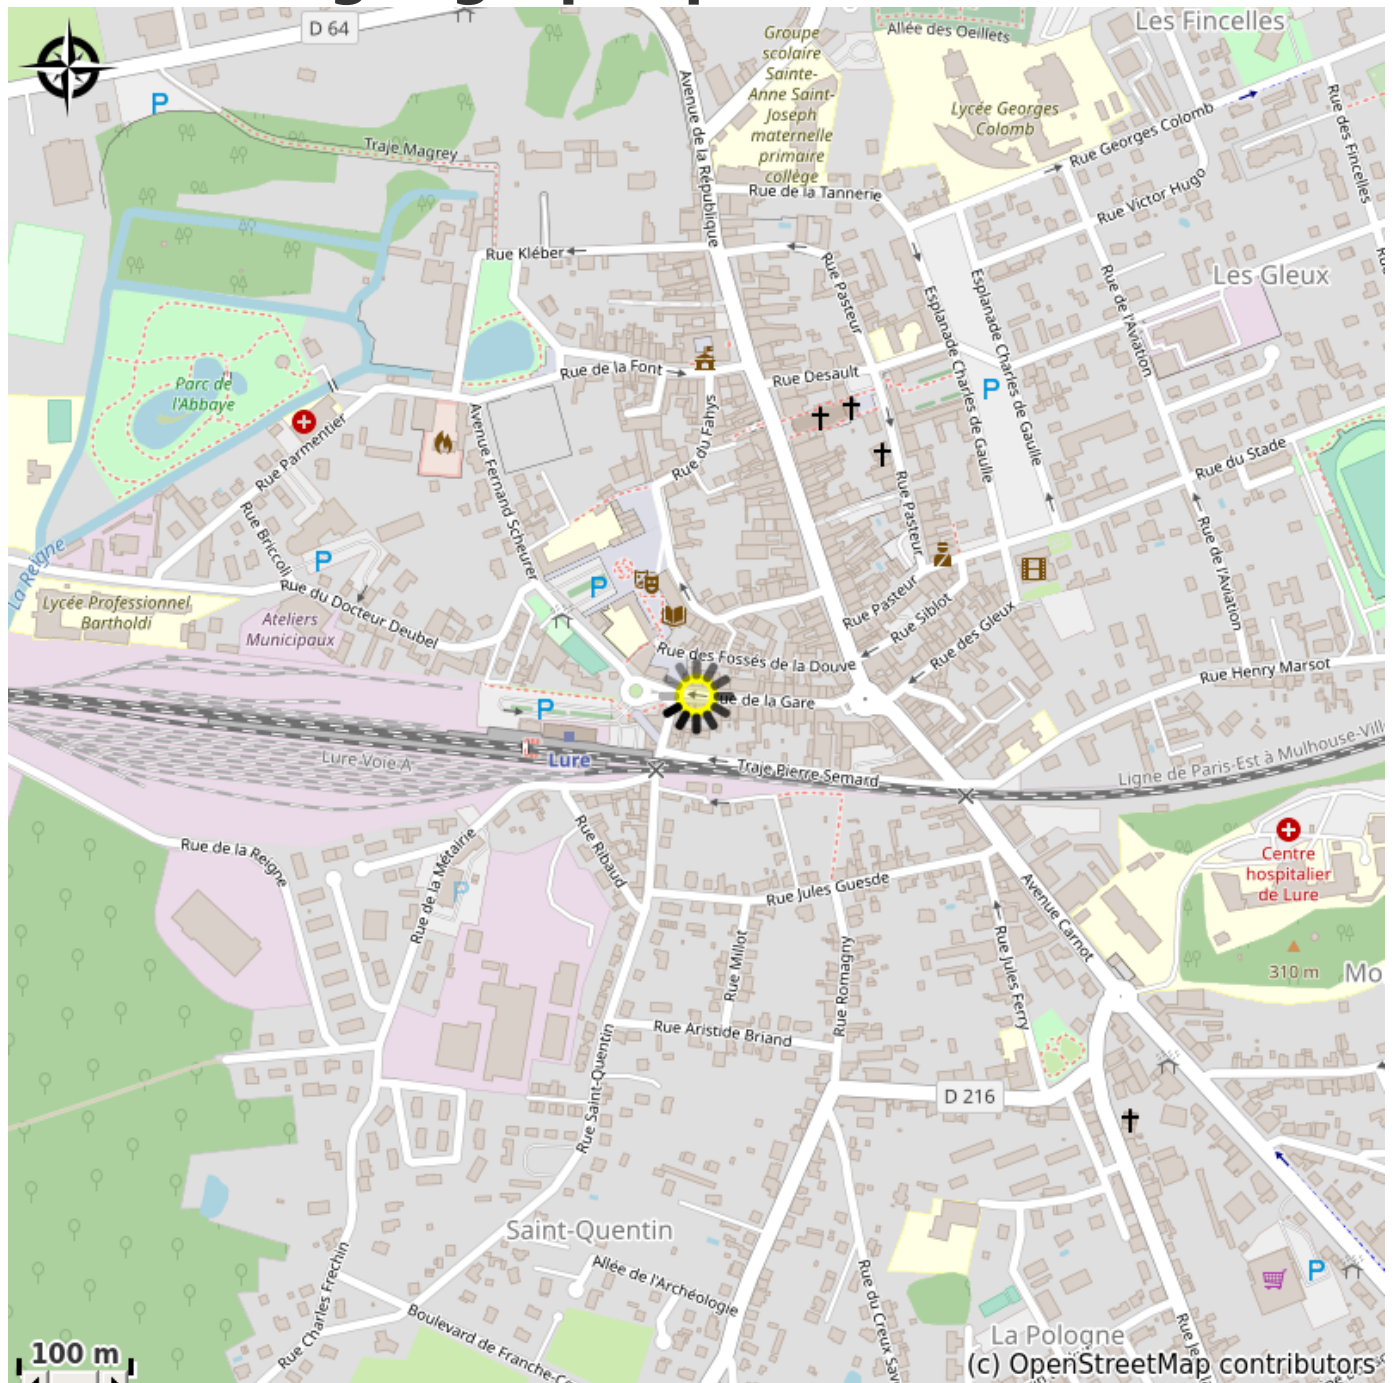 D 64
Les Fincelles
Allée des Oeillets
Groupe
scolaire
Sainte-
Anne Saint-
Joseph
maternelle
primaire
collège
Lycée Georges
Colomb
Avenue de la République
Rue Georges Colomb
Rue des Fincelles
P
Traje Magrey
Rue de la Tannerie
Rue Victor Hugo
Rue Kléber
Rue Pasteur
Les Gleux
Esplanade Charles de Gaulle
Esplanade Charles de Gaulle
Rue de l'Aviation
Rue de la Font
Rue Desault
P
Parc de
l'Abbaye
Rue Parmentier
Avenue Fernand Scheurer
Rue du Fahys
Rue Pasteur
Rue du Stade
Rue de l'Aviation
La Reigne
Rue Briccoli
P
P
Rue Pasteur
Rue Siblot
Rue des Gleux
Lycée Professionnel
Bartholdi
Ateliers
Municipaux
Rue du Docteur Deubel
Rue des Fossés de la Douve
Rue Henry Marsot
P
ue de la Gare
Lure
Lure-Voie A
Traje Pierre Semard
Ligne de Paris-Est à Mulhouse-Ville
Rue de la Reigne
Rue de la Métairie
P
Rue Ribaud
Rue Jules Guesde
Avenue Carnot
Centre
hospitalier
de Lure
310 m
Mo
Rue Millot
Rue Romagny
Rue Jules Ferry
Rue Aristide Briand
Rue Saint-Quentin
D 216
Saint-Quentin
Allée de l'Archéologie
Rue Charles Frechin
Boulevard de Franche-Co
Rue du Creux Sav
La Pologne
P
Rue Je
100 m
(c) OpenStreetMap contributors